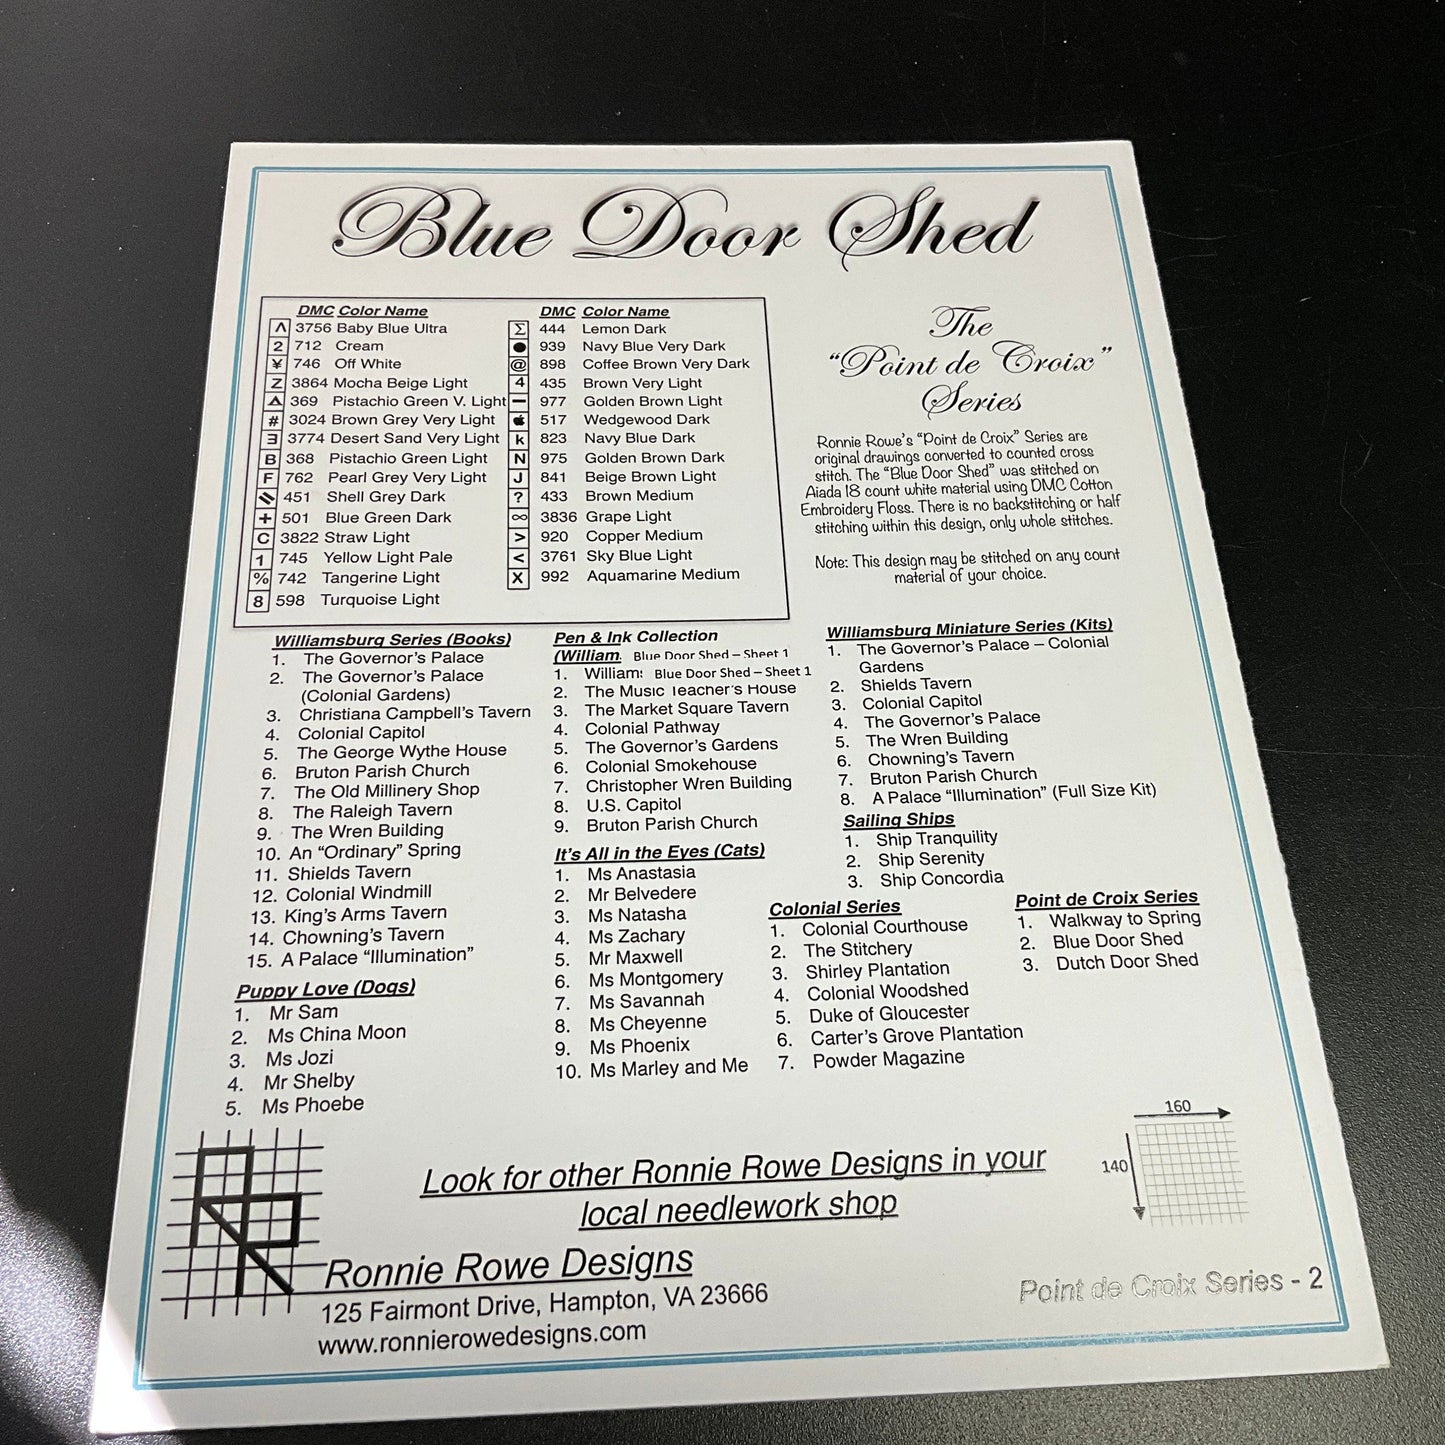 Blue Door Shed
DMC Color Name
Λ 3756 Baby Blue Ultra
2 712 Cream
¥ 746 Off White
Z 3864 Mocha Beige Light
369 Pistachio Green V. Light
# 3024 Brown Grey Very Light
3774 Desert Sand Very Light
B 368 Pistachio Green Light
F 762 Pearl Grey Very Light
451 Shell Grey Dark
+ 501 Blue Green Dark
C 3822 Straw Light
1 745 Yellow Light Pale
% 742 Tangerine Light
8 598 Turquoise Light
DMC Color Name
Σ 444 Lemon Dark
● 939 Navy Blue Very Dark
@ 898 Coffee Brown Very Dark
4 435 Brown Very Light
— 977 Golden Brown Light
517 Wedgewood Dark
k 823 Navy Blue Dark
N 975 Golden Brown Dark
J 841 Beige Brown Light
? 433 Brown Medium
∞ 3836 Grape Light
> 920 Copper Medium
< 3761 Sky Blue Light
X 992 Aquamarine Medium
The
“Point de Croix”
Series
Ronnie Rowe's “Point de Croix” Series are
original drawings converted to counted cross
stitch. The “Blue Door Shed” was stitched on
Aiada 18 count white material using DMC Cotton
Embroidery Floss. There is no backstitching or half
stitching within this design, only whole stitches.
Note: This design may be stitched on any count
material of your choice.
Williamsburg Series (Books)
1. The Governor's Palace
2. The Governor's Palace
(Colonial Gardens)
3. Christiana Campbell's Tavern
4. Colonial Capitol
5. The George Wythe House
6. Bruton Parish Church
7. The Old Millinery Shop
8. The Raleigh Tavern
9. The Wren Building
10. An “Ordinary” Spring
11. Shields Tavern
12. Colonial Windmill
13. King's Arms Tavern
14. Chowning's Tavern
15. A Palace “Illumination”
Puppy Love (Dogs)
1. Mr Sam
2. Ms China Moon
3. Ms Jozi
4. Mr Shelby
5. Ms Phoebe
Pen & Ink Collection
(William Blue Door Shed – Sheet 1
1. William Blue Door Shed – Sheet 1
2. The Music Teacher's House
3. The Market Square Tavern
4. Colonial Pathway
5. The Governor's Gardens
6. Colonial Smokehouse
7. Christopher Wren Building
8. U.S. Capitol
9. Bruton Parish Church
It's All in the Eyes (Cats)
1. Ms Anastasia
2. Mr Belvedere
3. Ms Natasha
4. Ms Zachary
5. Mr Maxwell
6. Ms Montgomery
7. Ms Savannah
8. Ms Cheyenne
9. Ms Phoenix
10. Ms Marley and Me
Williamsburg Miniature Series (Kits)
1. The Governor's Palace – Colonial
Gardens
2. Shields Tavern
3. Colonial Capitol
4. The Governor's Palace
5. The Wren Building
6. Chowning's Tavern
7. Bruton Parish Church
8. A Palace “Illumination” (Full Size Kit)
Sailing Ships
1. Ship Tranquility
2. Ship Serenity
3. Ship Concordia
Colonial Series
1. Colonial Courthouse
2. The Stitchery
3. Shirley Plantation
4. Colonial Woodshed
5. Duke of Gloucester
6. Carter's Grove Plantation
7. Powder Magazine
Point de Croix Series
1. Walkway to Spring
2. Blue Door Shed
3. Dutch Door Shed
160
140
Look for other Ronnie Rowe Designs in your
local needlework shop
RR
Ronnie Rowe Designs
125 Fairmont Drive, Hampton, VA 23666
www.ronnierowedesigns.com
Point de Croix Series - 2